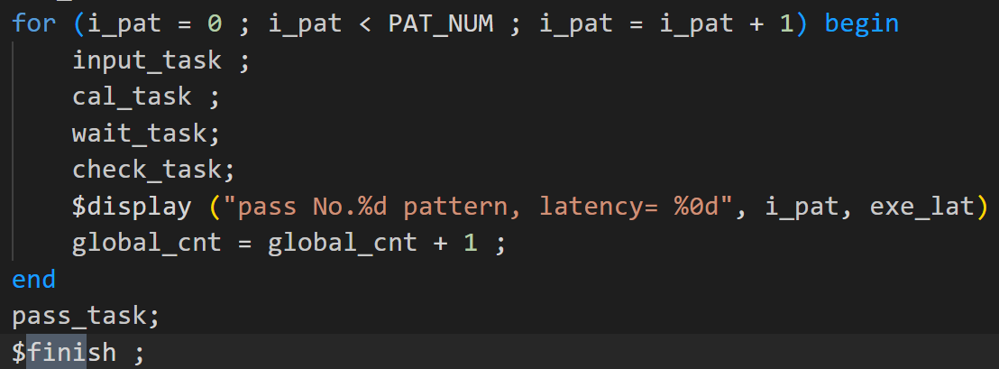 for (i_pat = 0 ; i_pat < PAT_NUM ; i_pat = i_pat + 1) begin
    input_task ;
    cal_task ;
    wait_task;
    check_task;
    $display ("pass No.%d pattern, latency= %0d", i_pat, exe_lat)
    global_cnt = global_cnt + 1 ;
end
pass_task;
$finish ;